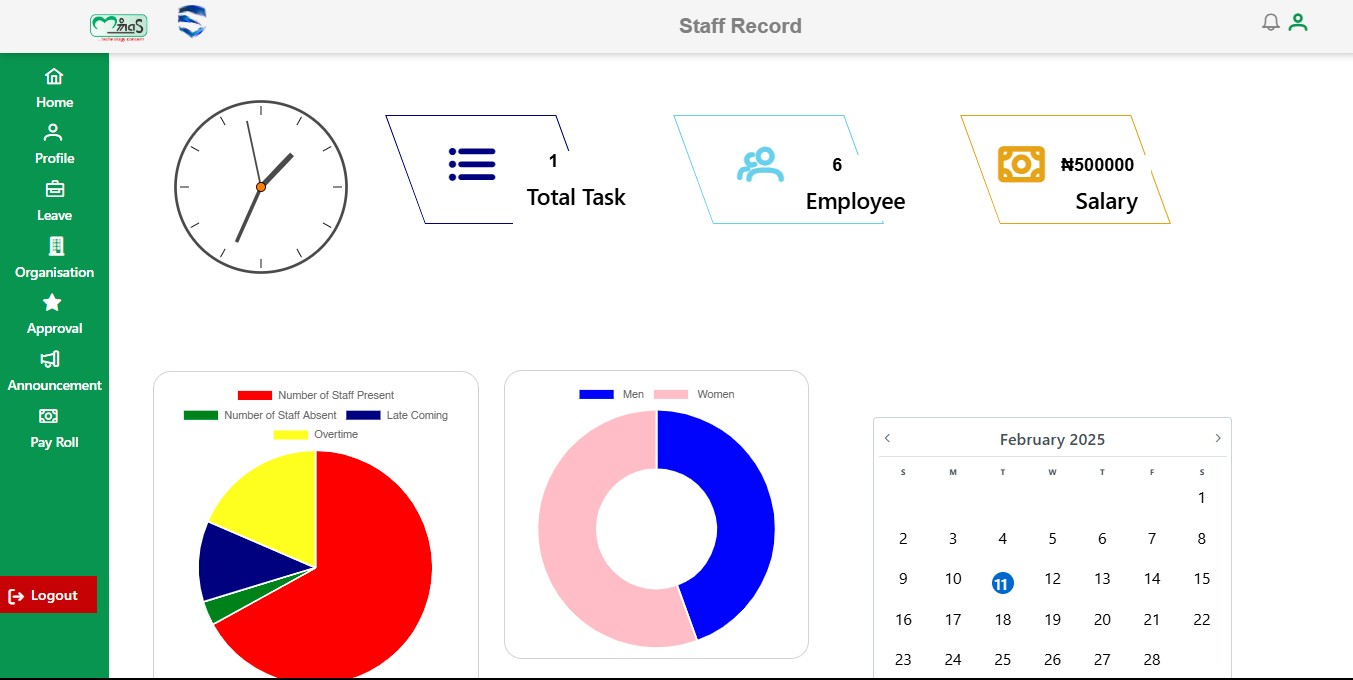 MinaS
Staff Record
Home
Profile
Leave
Organisation
Approval
Announcement
Pay Roll
Logout
1
Total Task
6
Employee
₦500000
Salary
Number of Staff Present
Number of Staff Absent Late Coming
Overtime
Men Women
February 2025
S M T W T F S
1
2 3 4 5 6 7 8
9 10 11 12 13 14 15
16 17 18 19 20 21 22
23 24 25 26 27 28